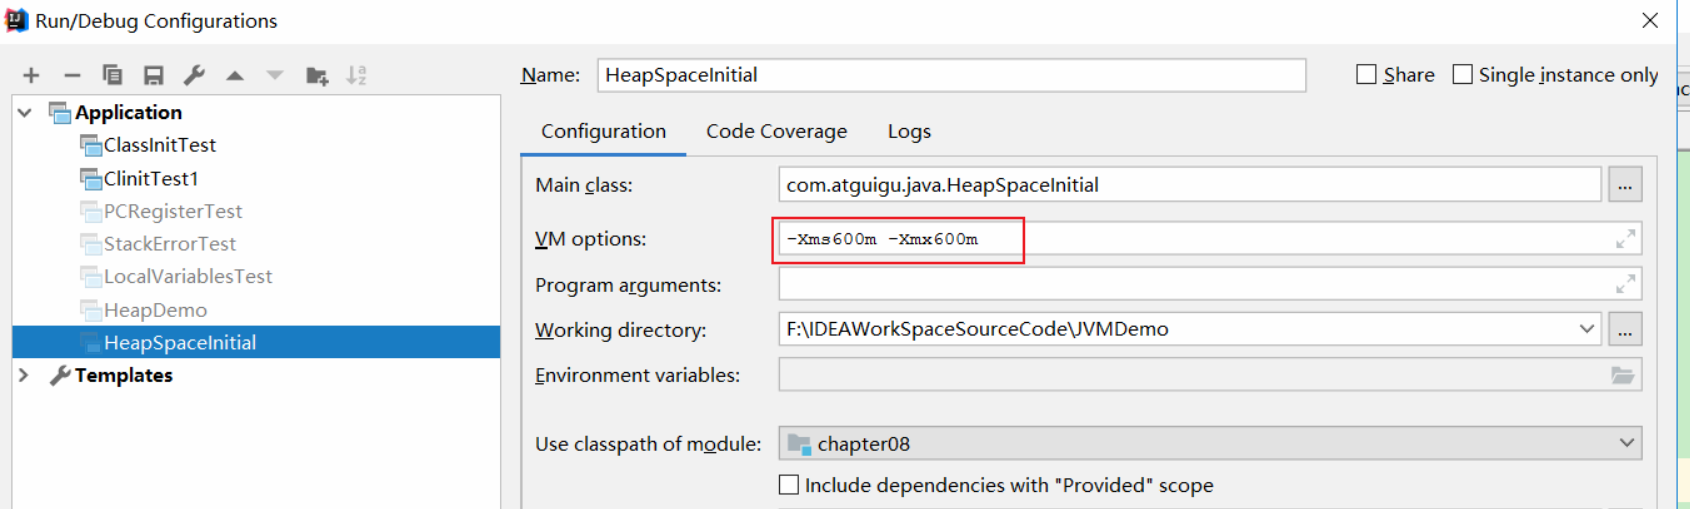 Run/Debug Configurations
Name: HeapSpaceInitial
Share
Single instance only
Application
ClassInitTest
ClinitTest1
PCRegisterTest
StackErrorTest
LocalVariablesTest
HeapDemo
HeapSpaceInitial
Templates
Configuration Code Coverage Logs
Main class: com.atguigu.java.HeapSpaceInitial ...
VM options: -Xms600m -Xmx600m
Program arguments:
Working directory: F:\IDEAWorkSpaceSourceCode\JVMDemo ...
Environment variables:
Use classpath of module: chapter08
Include dependencies with "Provided" scope